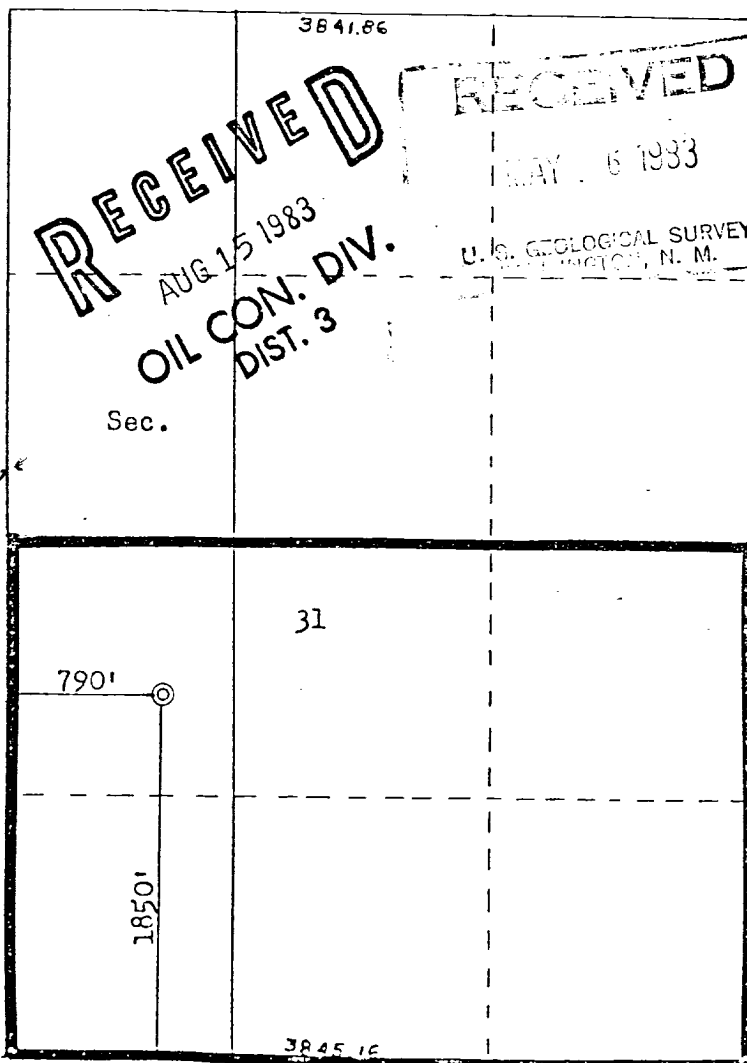 3841.86
RECEIVED
AUG 15 1983
OIL CON. DIV.
DIST. 3
RECEIVED
MAY 6 1983
U. S. GEOLOGICAL SURVEY
N. M.
Sec.
31
790'
1850'
3845.16